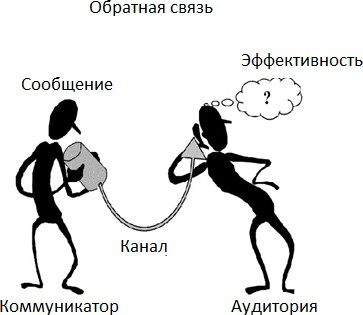 Обратная связь
Эффективность
?
Сообщение
Канал
Коммуникатор
Аудитория